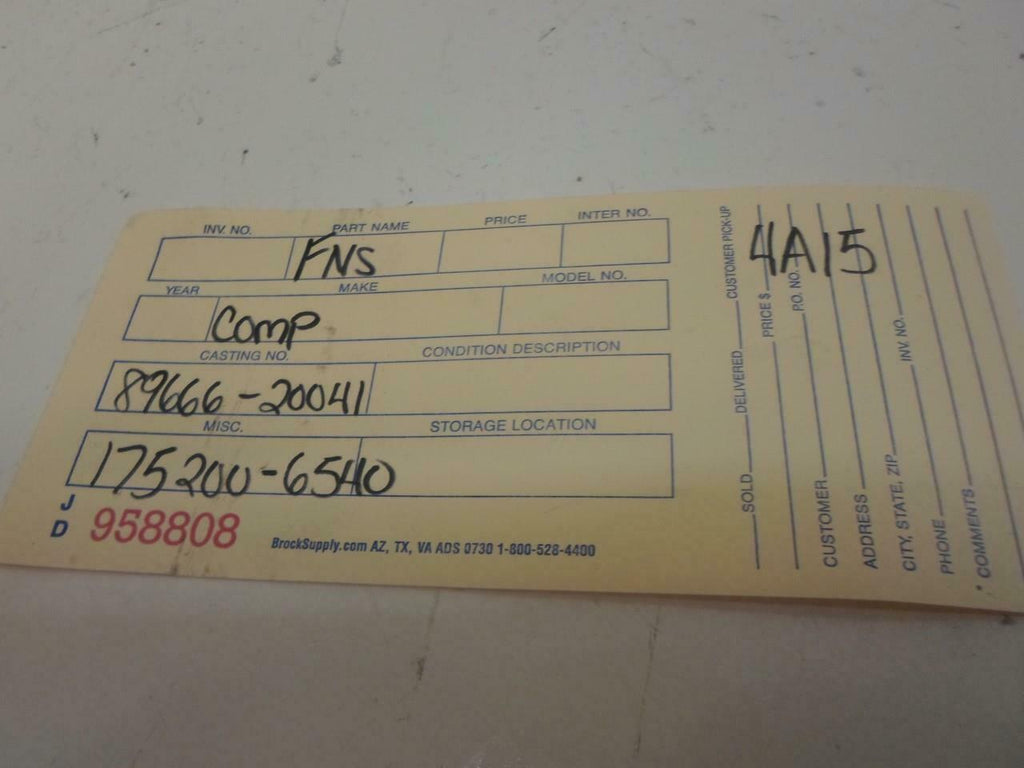 INV. NO. PART NAME PRICE INTER NO.
FNS
YEAR MAKE MODEL NO.
Comp
CASTING NO. CONDITION DESCRIPTION
89666-20041
MISC. STORAGE LOCATION
175200-6540
J
D
958808
BrockSupply.com AZ, TX, VA ADS 0730 1-800-528-4400
4A15
SOLD DELIVERED CUSTOMER PICK-UP
PRICE $ P.O. NO.
CUSTOMER
ADDRESS
CITY, STATE, ZIP INV. NO.
PHONE
* COMMENTS